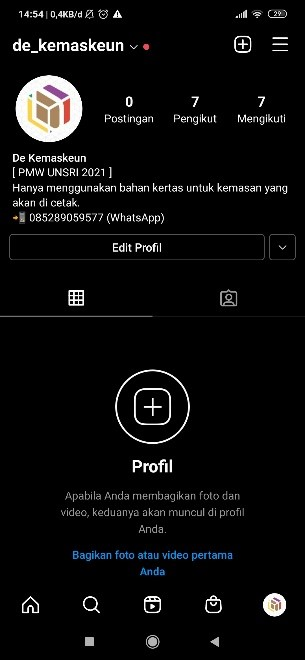 14:54 | 0,4KB/d
29
de_kemaskeun
0 7 7
Postingan Pengikut Mengikuti
De Kemaskeun
[ PMW UNSRI 2021 ]
Hanya menggunakan bahan kertas untuk kemasan yang
akan di cetak.
📲 085289059577 (WhatsApp)
Edit Profil
Profil
Apabila Anda membagikan foto dan
video, keduanya akan muncul di profil
Anda.
Bagikan foto atau video pertama
Anda